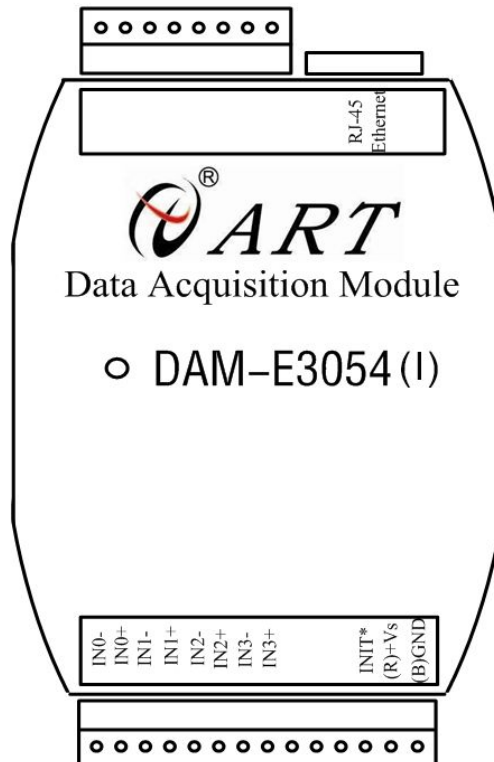 RJ-45
Ethernet
®
ART
Data Acquisition Module
DAM-E3054(I)
IN0-
IN0+
IN1-
IN1+
IN2-
IN2+
IN3-
IN3+
INIT*
(R)+Vs
(B)GND